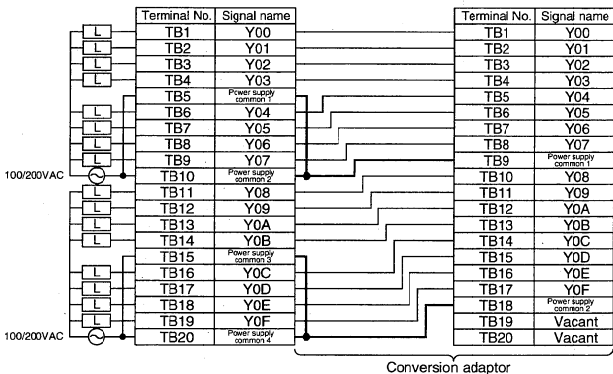 Terminal No. Signal name Terminal No. Signal name
L TB1 Y00 TB1 Y00
L TB2 Y01 TB2 Y01
L TB3 Y02 TB3 Y02
L TB4 Y03 TB4 Y03
TB5 Power supply common 1 TB5 Y04
L TB6 Y04 TB6 Y05
L TB7 Y05 TB7 Y06
L TB8 Y06 TB8 Y07
L TB9 Y07 TB9 Power supply common 1
100/200VAC TB10 Power supply common 2 TB10 Y08
L TB11 Y08 TB11 Y09
L TB12 Y09 TB12 Y0A
L TB13 Y0A TB13 Y0B
L TB14 Y0B TB14 Y0C
TB15 Power supply common 3 TB15 Y0D
L TB16 Y0C TB16 Y0E
L TB17 Y0D TB17 Y0F
L TB18 Y0E TB18 Power supply common 2
L TB19 Y0F TB19 Vacant
100/200VAC TB20 Power supply common 4 TB20 Vacant
Conversion adaptor